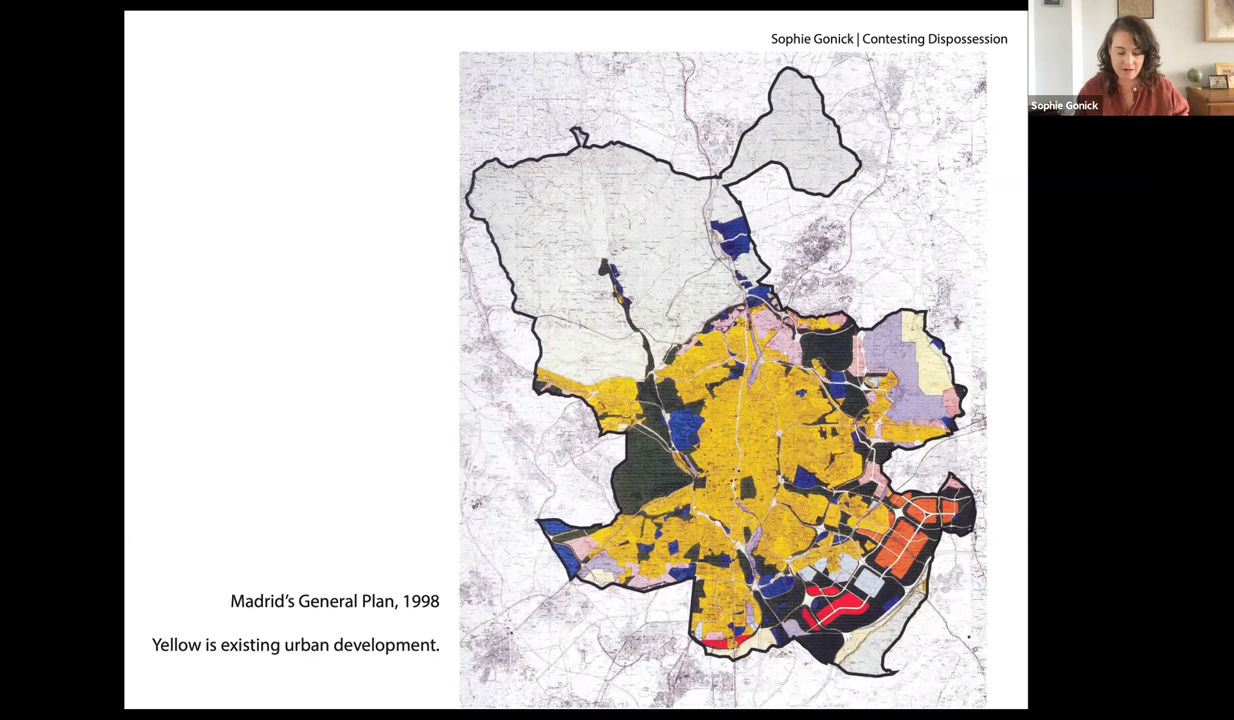 Sophie Gonick | Contesting Dispossession
Sophie Gonick
Madrid's General Plan, 1998
Yellow is existing urban development.